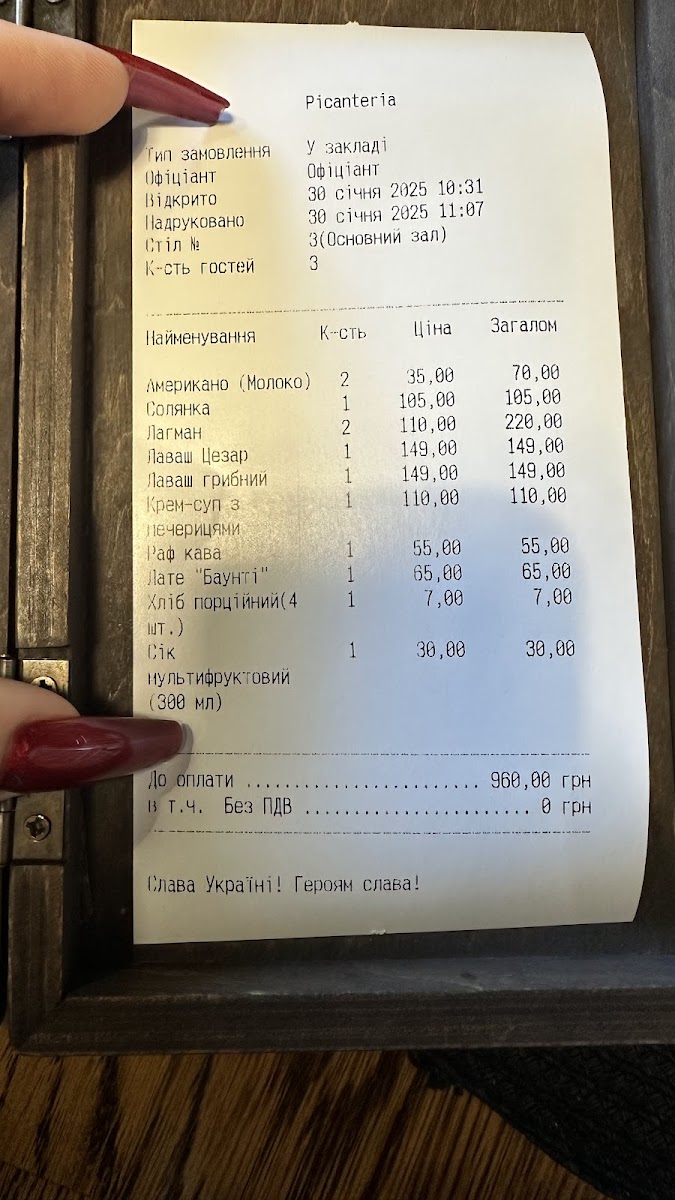 Picanteria
Тип замовлення У закладі
Офіціант Офіціант
Відкрито 30 січня 2025 10:31
Надруковано 30 січня 2025 11:07
Стіл № 3(Основний зал)
К-сть гостей 3
Найменування К-сть Ціна Загалом
Американо (Молоко) 2 35,00 70,00
Солянка 1 105,00 105,00
Лагман 2 110,00 220,00
Лаваш Цезар 1 149,00 149,00
Лаваш грибний 1 149,00 149,00
Крем-суп з 1 110,00 110,00
печерицями
Раф кава 1 55,00 55,00
Лате "Баунті" 1 65,00 65,00
Хліб порційний(4 1 7,00 7,00
шт.)
Сік 1 30,00 30,00
мультифруктовий
(300 мл)
До оплати ........................ 960,00 грн
в т.ч. Без ПДВ ....................... 0 грн
Слава Україні! Героям слава!